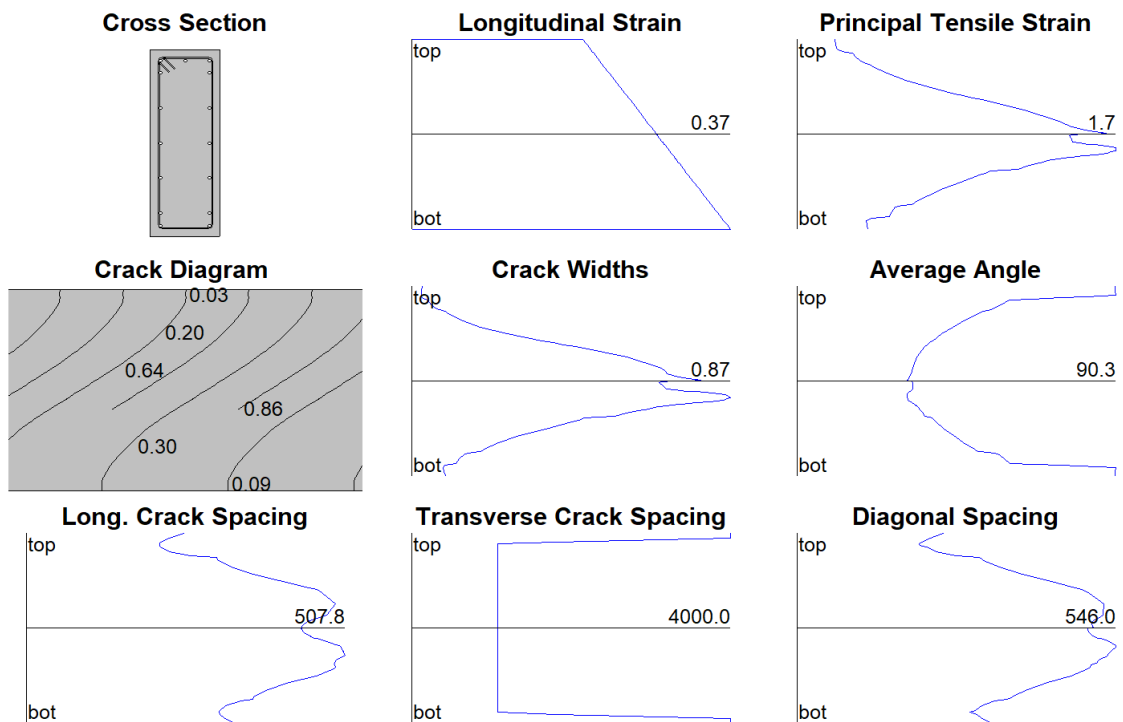 Cross Section
Longitudinal Strain
top
0.37
bot
Principal Tensile Strain
top
1.7
bot
Crack Diagram
0.03
0.20
0.64
0.86
0.30
0.09
Crack Widths
top
0.87
bot
Average Angle
top
90.3
bot
Long. Crack Spacing
top
507.8
bot
Transverse Crack Spacing
top
4000.0
bot
Diagonal Spacing
top
546.0
bot